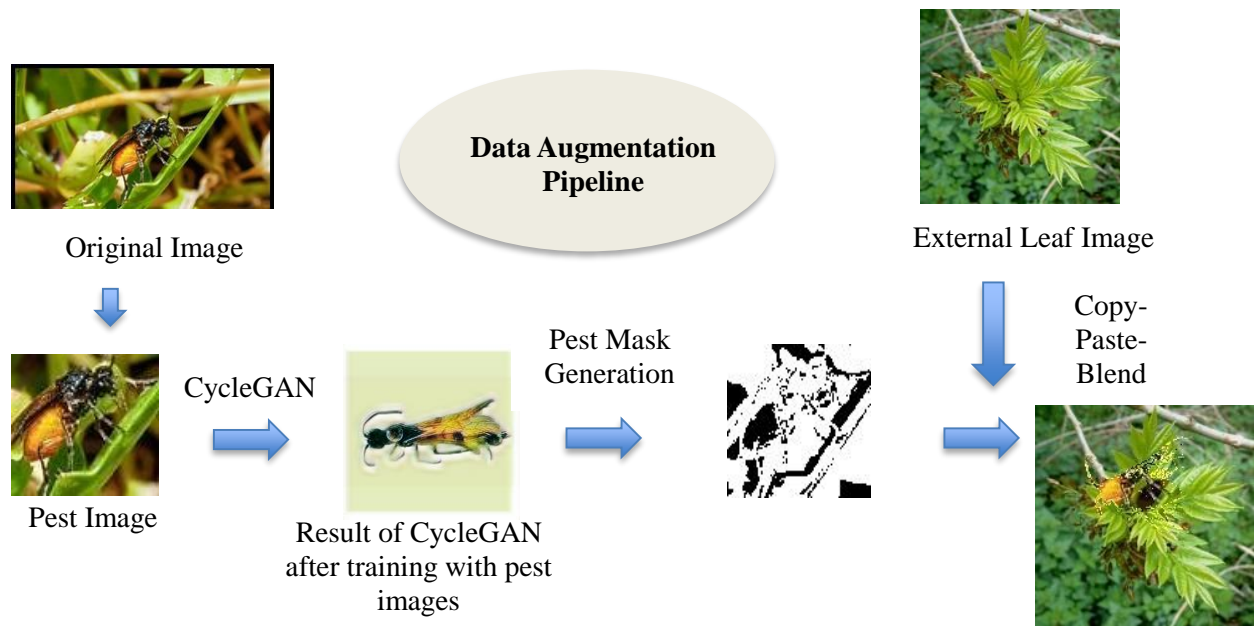 Data Augmentation
Pipeline
Original Image
External Leaf Image
Copy-
Paste-
Blend
CycleGAN
Pest Mask
Generation
Pest Image
Result of CycleGAN
after training with pest
images